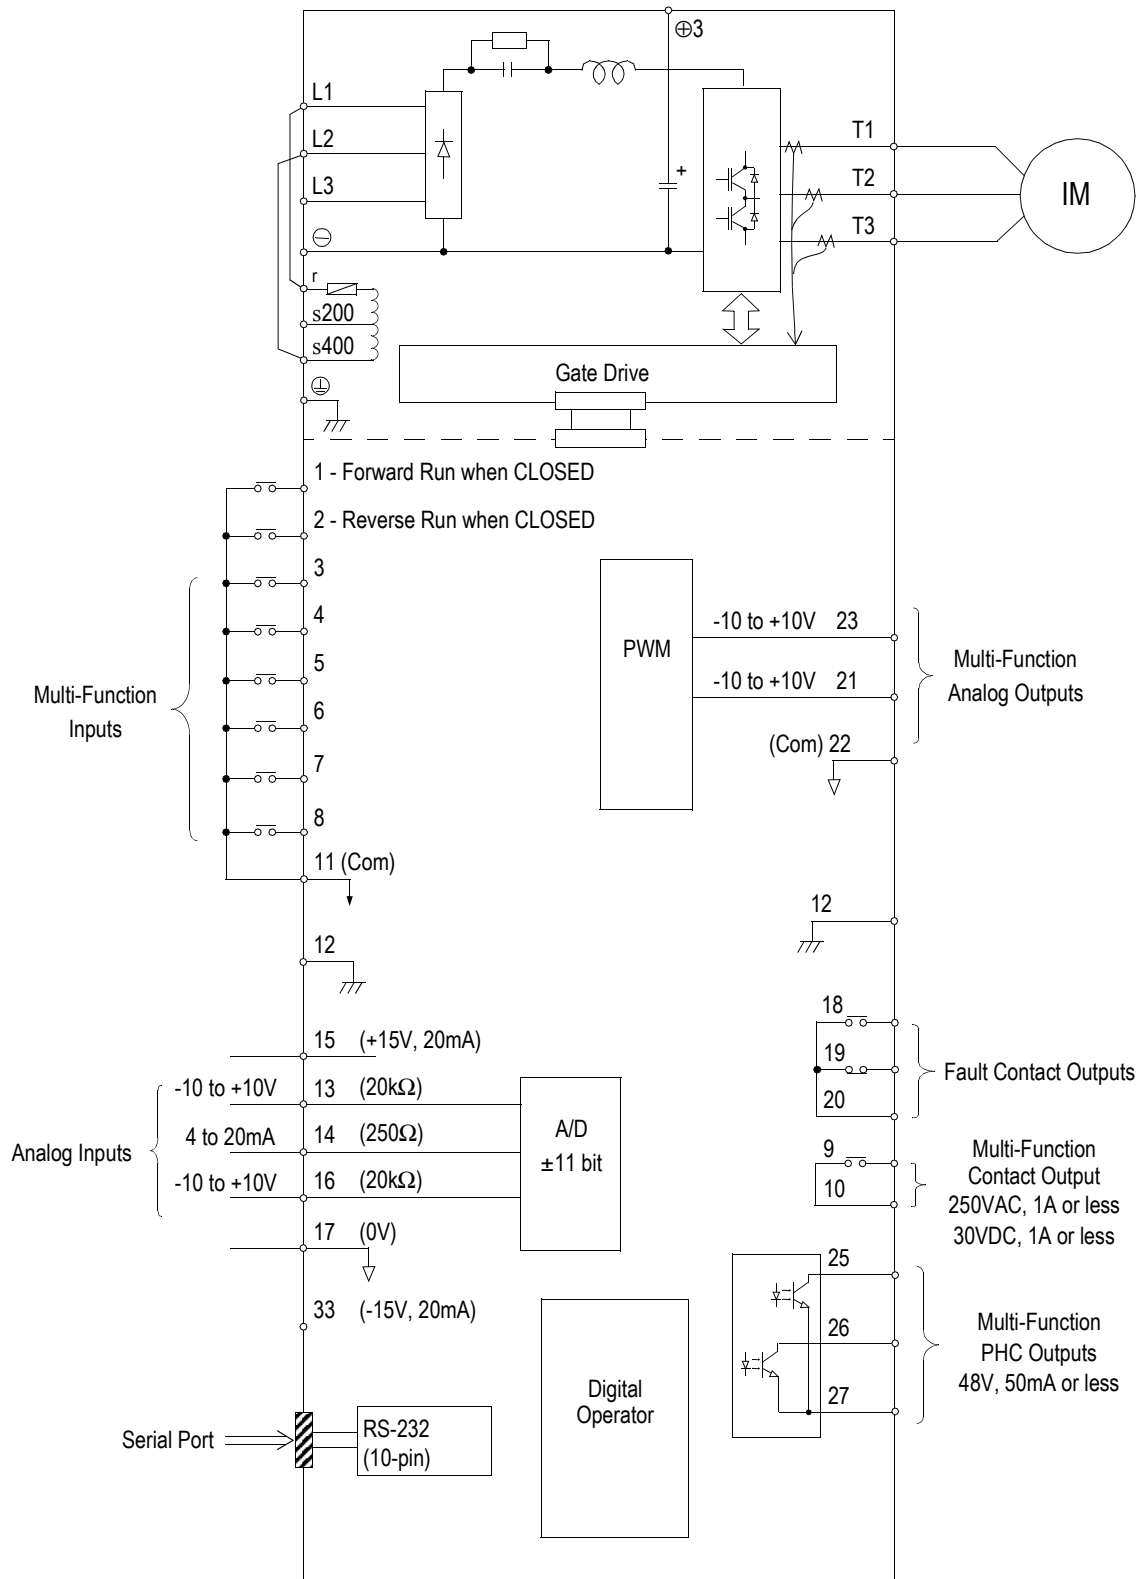 ⊕3
L1
L2
L3
⊖
r
s200
s400
T1
T2
T3
IM
Gate Drive
1 - Forward Run when CLOSED
2 - Reverse Run when CLOSED
3
4
5
6
7
8
Multi-Function
Inputs
11 (Com)
12
PWM
-10 to +10V 23
-10 to +10V 21
(Com) 22
Multi-Function
Analog Outputs
12
15 (+15V, 20mA)
-10 to +10V 13 (20kΩ)
4 to 20mA 14 (250Ω)
-10 to +10V 16 (20kΩ)
17 (0V)
33 (-15V, 20mA)
Analog Inputs
A/D
±11 bit
18
19
20
Fault Contact Outputs
9
10
Multi-Function
Contact Output
250VAC, 1A or less
30VDC, 1A or less
25
26
27
Multi-Function
PHC Outputs
48V, 50mA or less
Digital
Operator
Serial Port
RS-232
(10-pin)
+